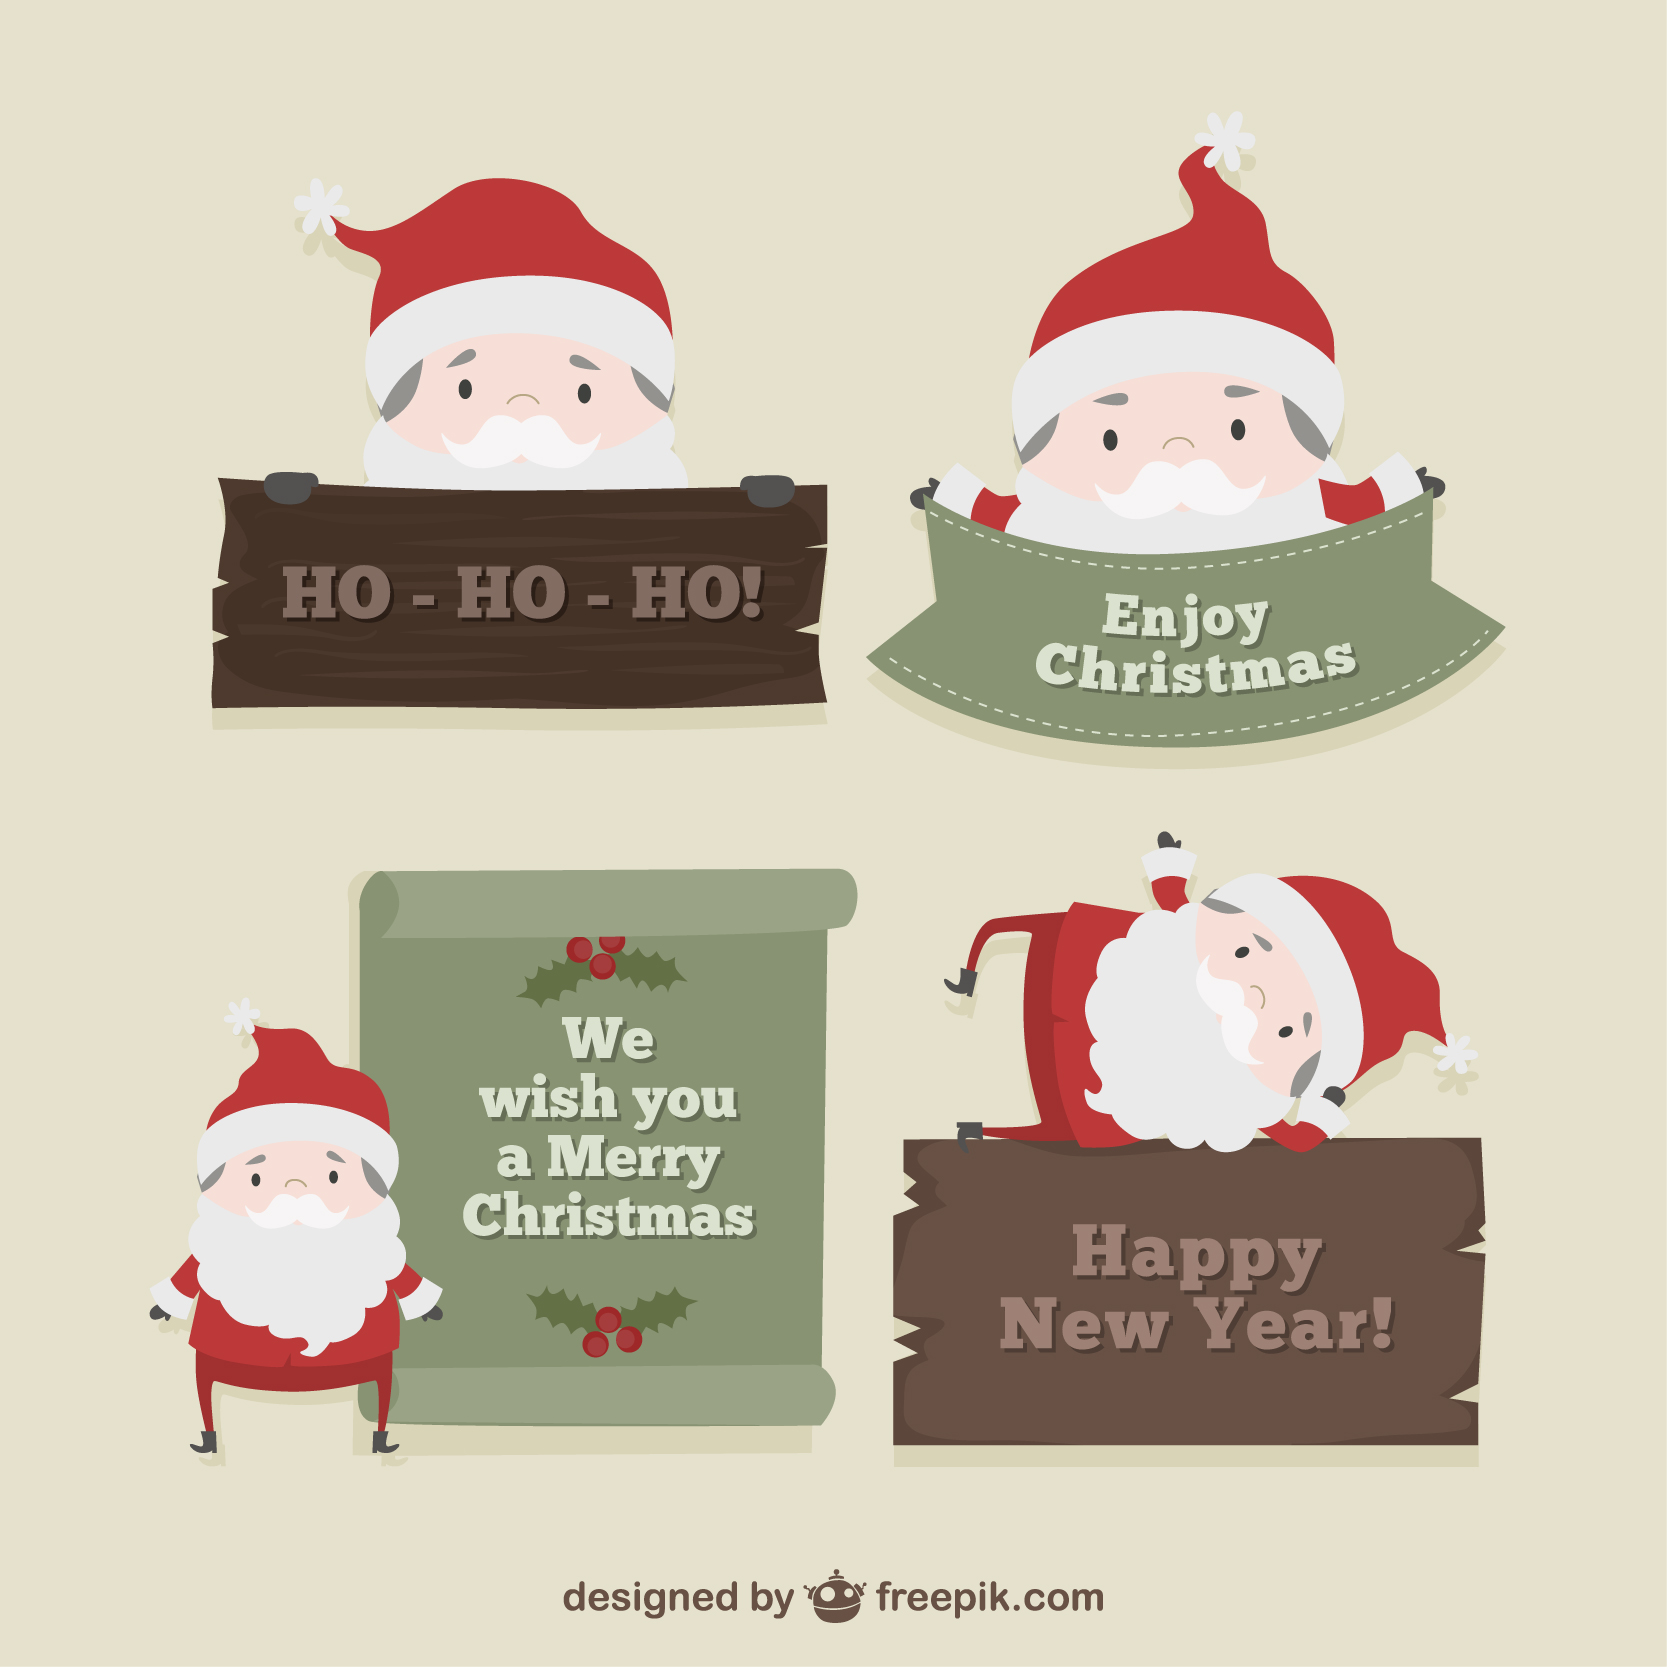 HO - HO - HO!
Enjoy
Christmas
We
wish you
a Merry
Christmas
Happy
New Year!
designed by freepik.com